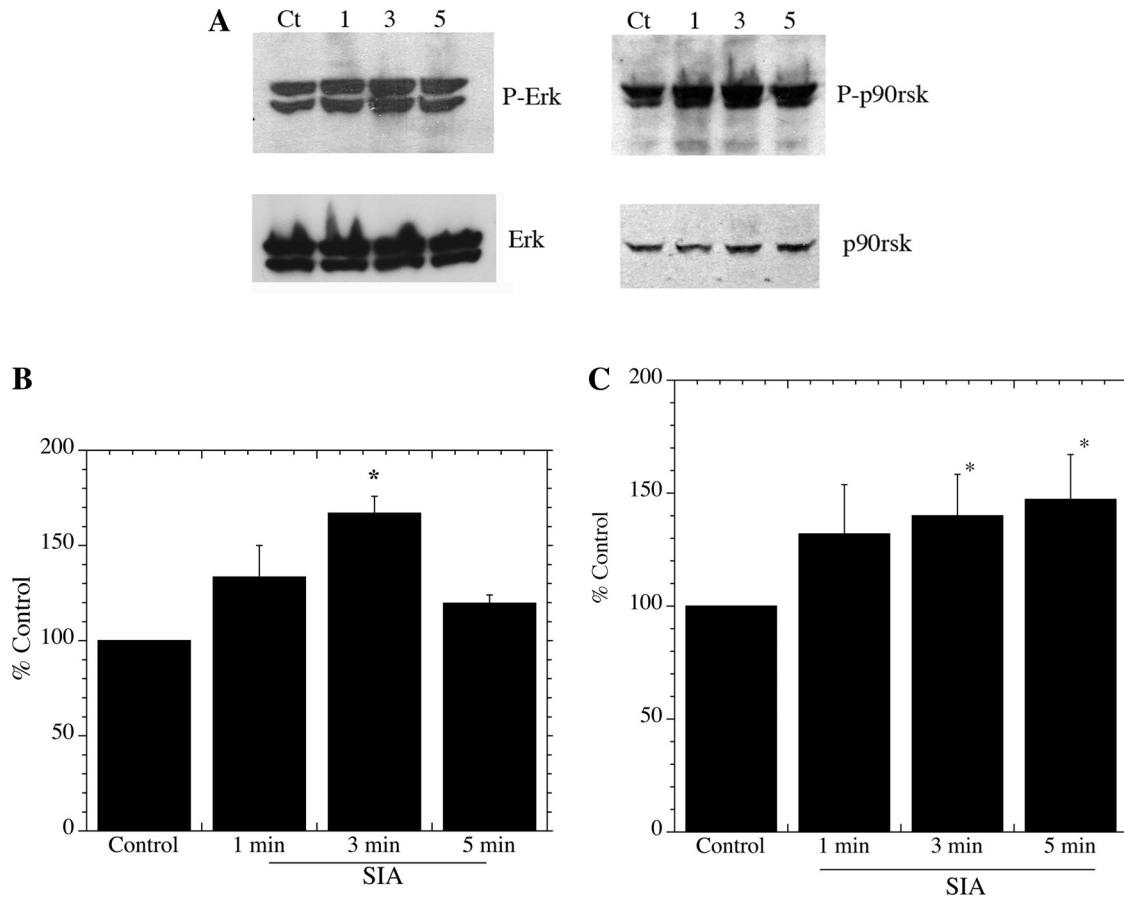 A
Ct 1 3 5
P-Erk
Erk
Ct 1 3 5
P-p90rsk
p90rsk
B
% Control
200
150
100
50
0
*
Control 1 min 3 min 5 min
SIA
C
% Control
200
150
100
50
0
*
*
Control 1 min 3 min 5 min
SIA